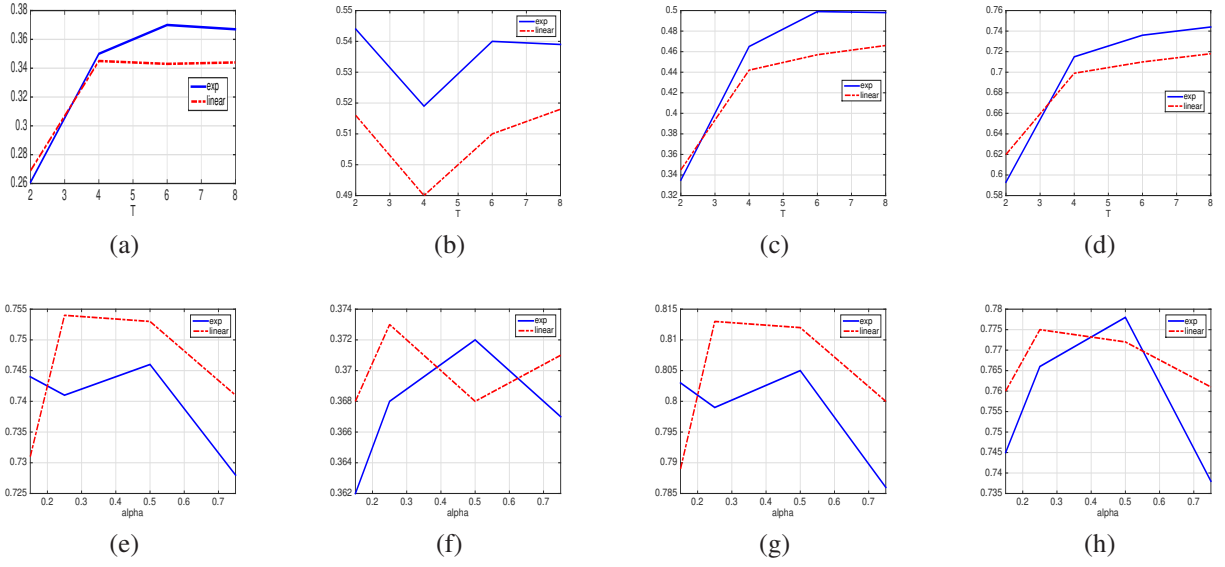 0.38
0.36
0.34
0.32
0.3
0.28
0.26
exp
linear
2 3 4 5 6 7 8
T
(a)
0.55
0.54
0.53
0.52
0.51
0.5
0.49
exp
linear
2 3 4 5 6 7 8
T
(b)
0.5
0.48
0.46
0.44
0.42
0.4
0.38
0.36
0.34
0.32
exp
linear
2 3 4 5 6 7 8
T
(c)
0.76
0.74
0.72
0.7
0.68
0.66
0.64
0.62
0.6
0.58
exp
linear
2 3 4 5 6 7 8
T
(d)
0.755
0.75
0.745
0.74
0.735
0.73
0.725
exp
linear
0.2 0.3 0.4 0.5 0.6 0.7
alpha
(e)
0.374
0.372
0.37
0.368
0.366
0.364
0.362
exp
linear
0.2 0.3 0.4 0.5 0.6 0.7
alpha
(f)
0.815
0.81
0.805
0.8
0.795
0.79
0.785
exp
linear
0.2 0.3 0.4 0.5 0.6 0.7
alpha
(g)
0.78
0.775
0.77
0.765
0.76
0.755
0.75
0.745
0.74
0.735
exp
linear
0.2 0.3 0.4 0.5 0.6 0.7
alpha
(h)